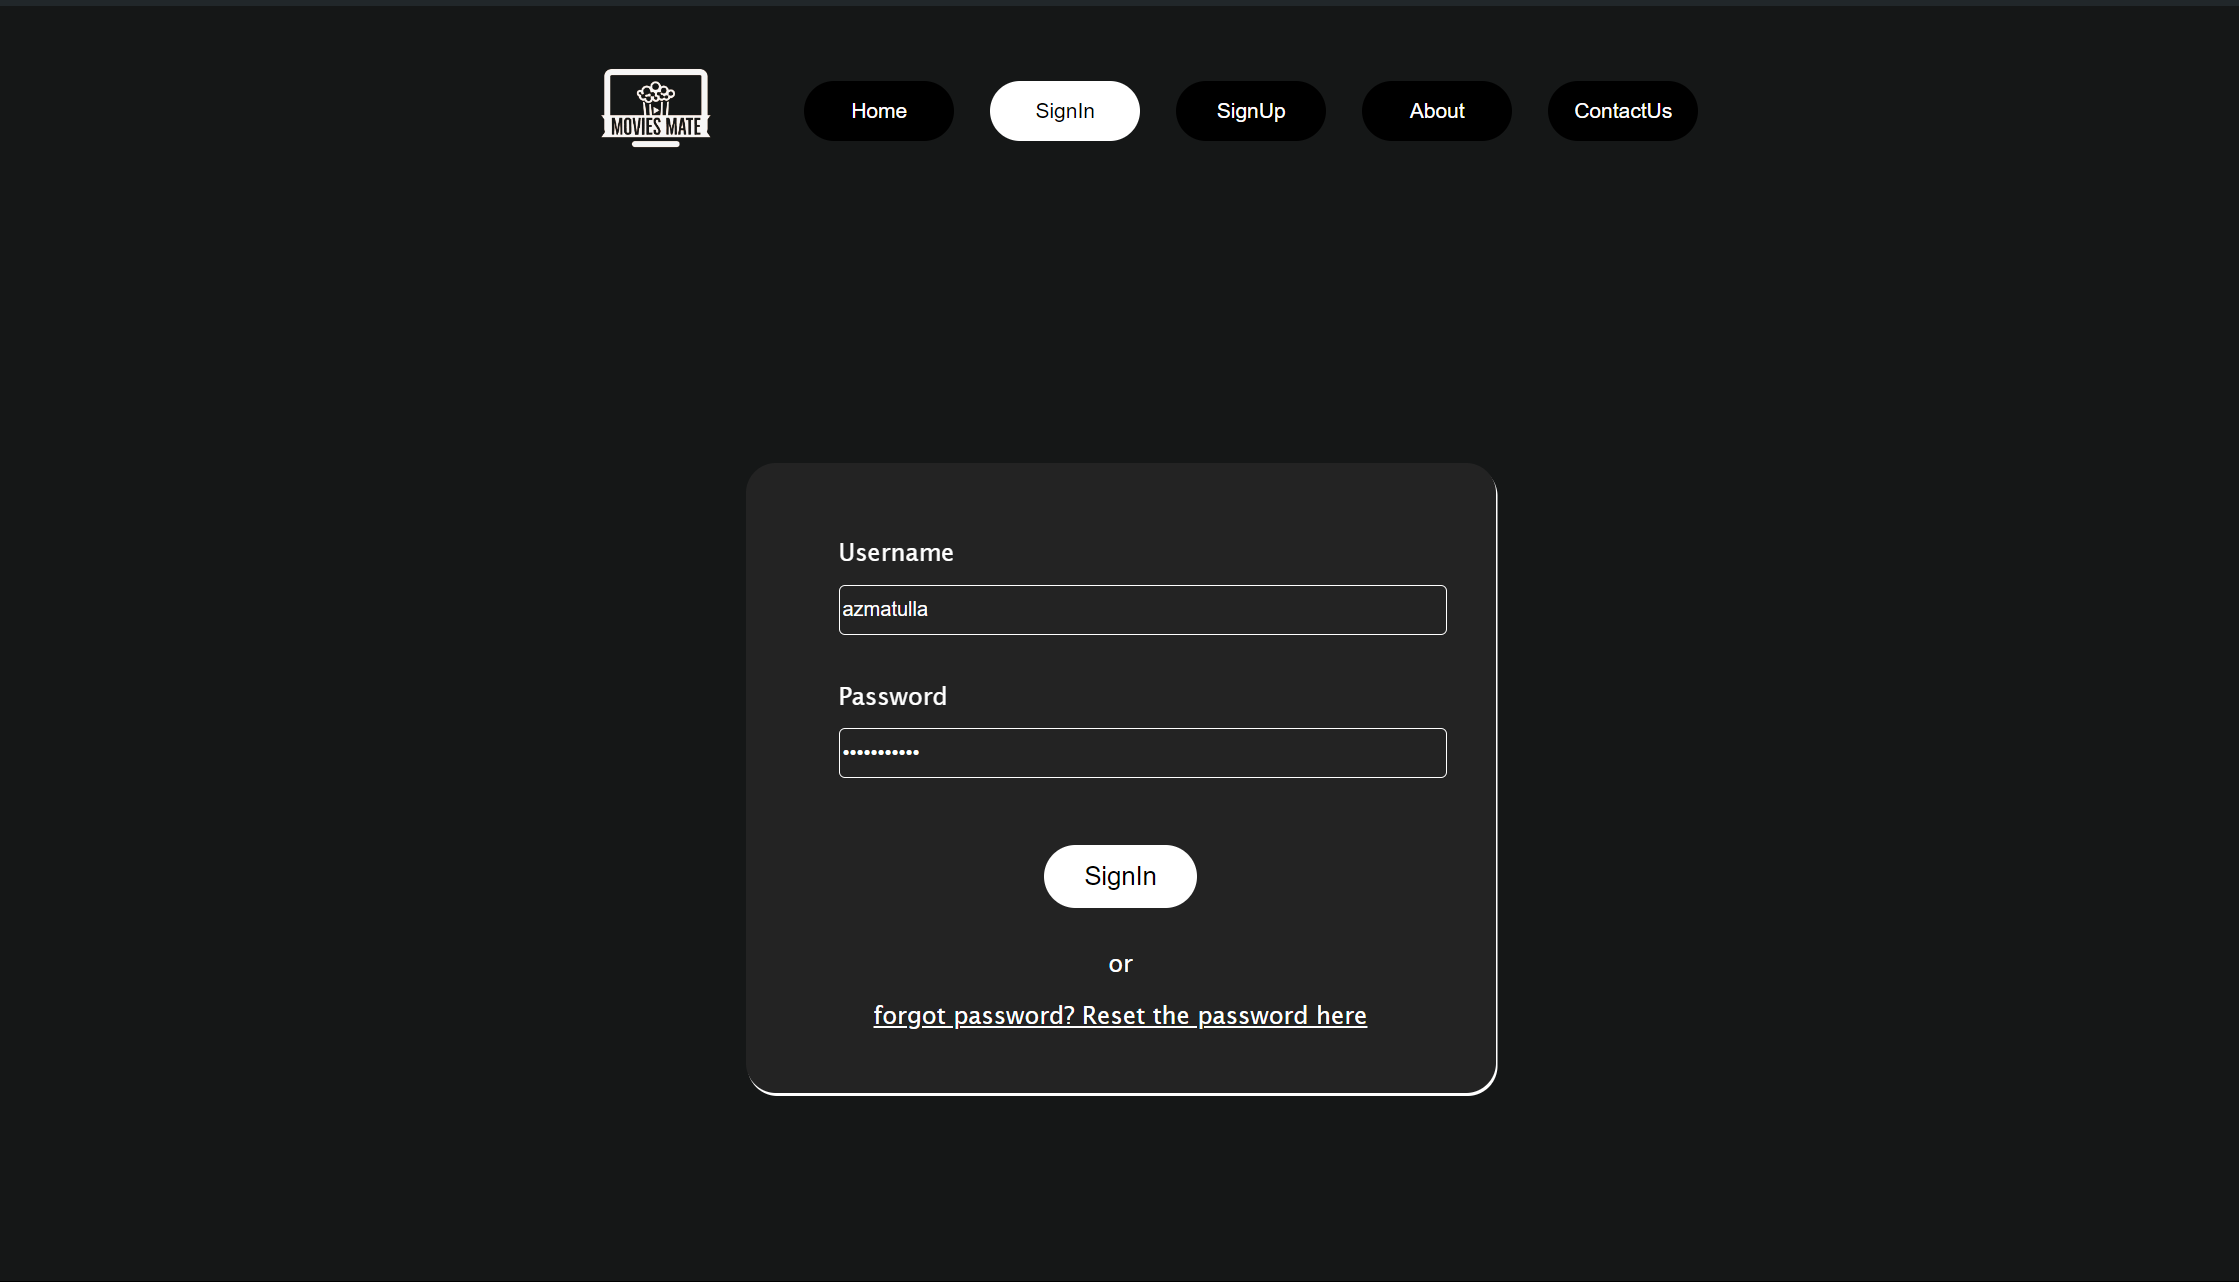 MOVIES MATE
Home SignIn SignUp About ContactUs
Username
azmatulla
Password
•••••••••••
SignIn
or
forgot password? Reset the password here